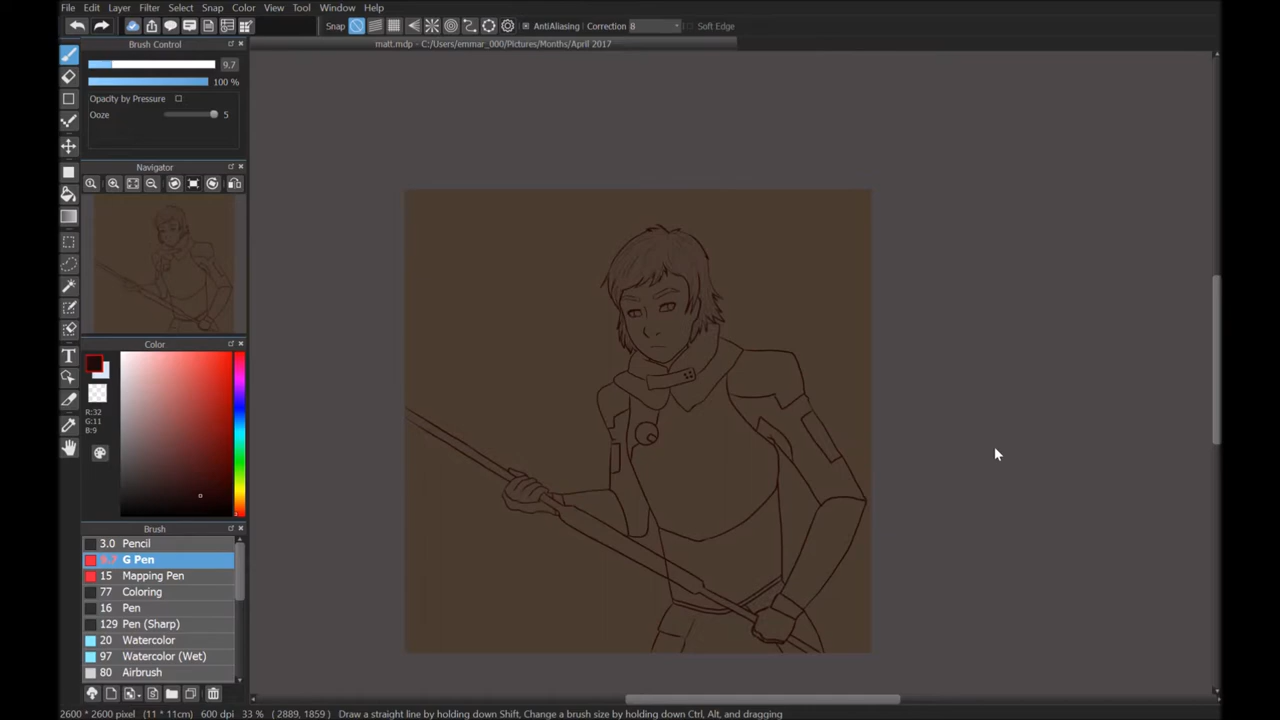 File Edit Layer Filter Select Snap Color View Tool Window Help
Snap AntiAliasing Correction 8 Soft Edge
Brush Control
matt.mdp - C:/Users/emmar_000/Pictures/Months/April 2017
9.7
100 %
Opacity by Pressure
Ooze 5
Navigator
Color
R:32
G:11
B:9
Brush
3.0 Pencil
9.7 G Pen
15 Mapping Pen
77 Coloring
16 Pen
129 Pen (Sharp)
20 Watercolor
97 Watercolor (Wet)
80 Airbrush
2600 * 2600 pixel (11 * 11cm) 600 dpi 33 % ( 2889, 1859 ) Draw a straight line by holding down Shift, Change a brush size by holding down Ctrl, Alt, and dragging